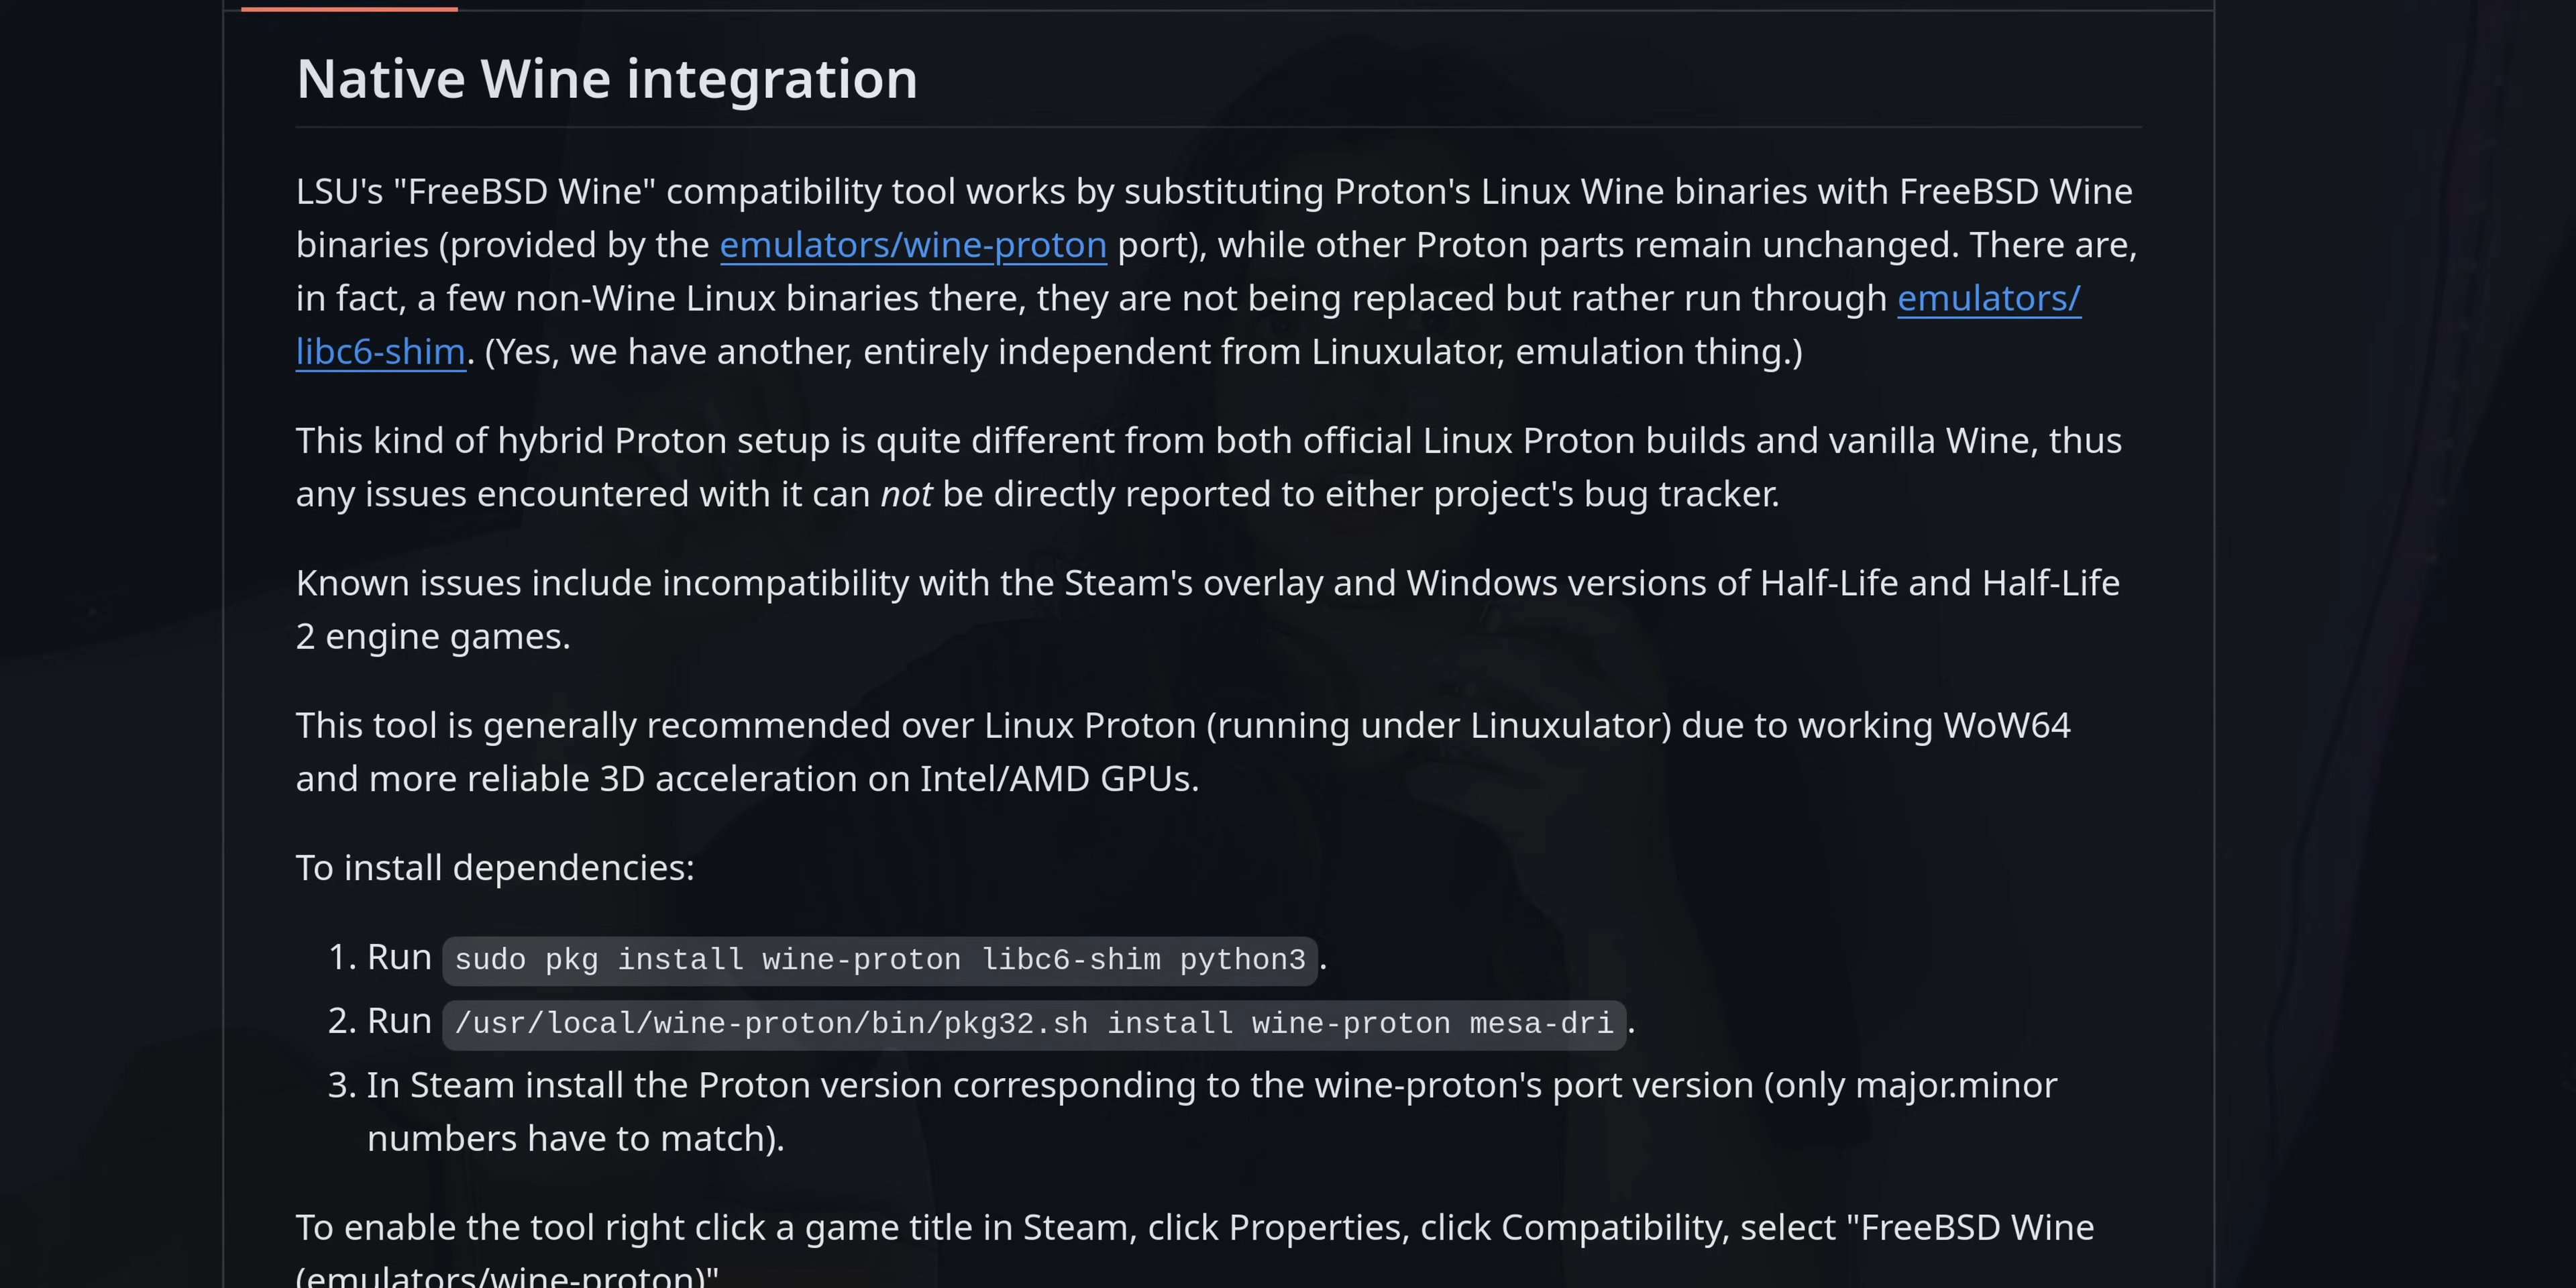 Native Wine integration
LSU's "FreeBSD Wine" compatibility tool works by substituting Proton's Linux Wine binaries with FreeBSD Wine
binaries (provided by the emulators/wine-proton port), while other Proton parts remain unchanged. There are,
in fact, a few non-Wine Linux binaries there, they are not being replaced but rather run through emulators/
libc6-shim. (Yes, we have another, entirely independent from Linuxulator, emulation thing.)
This kind of hybrid Proton setup is quite different from both official Linux Proton builds and vanilla Wine, thus
any issues encountered with it can not be directly reported to either project's bug tracker.
Known issues include incompatibility with the Steam's overlay and Windows versions of Half-Life and Half-Life
2 engine games.
This tool is generally recommended over Linux Proton (running under Linuxulator) due to working WoW64
and more reliable 3D acceleration on Intel/AMD GPUs.
To install dependencies:
1. Run sudo pkg install wine-proton libc6-shim python3.
2. Run /usr/local/wine-proton/bin/pkg32.sh install wine-proton mesa-dri.
3. In Steam install the Proton version corresponding to the wine-proton's port version (only major.minor
numbers have to match).
To enable the tool right click a game title in Steam, click Properties, click Compatibility, select "FreeBSD Wine
(emulators/wine-proton)"